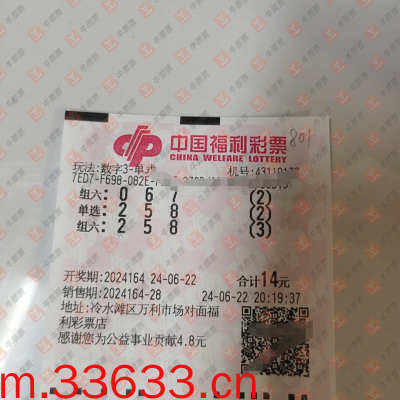 中国福利彩票
CHINA WELFARE LOTTERY
801
玩法:数字3-单式
机号:43110
7ED7-F698-082E-
组六: 0 6 7 (2)
单选: 2 5 8 (2)
组六: 2 5 8 (3)
开奖期:2024164 24-06-22 合计14元
销售期:2024164-28 24-06-22 20:19:37
地址:冷水滩区万利市场对面福
利彩票店
感谢您为公益事业贡献4.8元
m.33633.cn